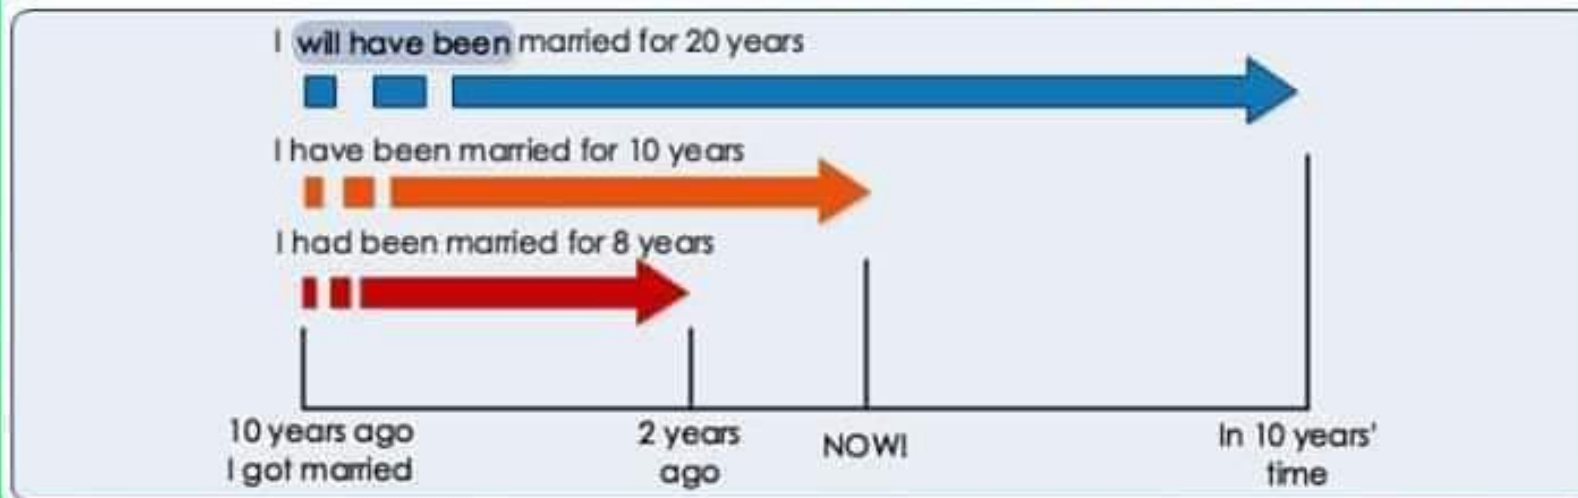 I will have been married for 20 years
I have been married for 10 years
I had been married for 8 years
10 years ago
I got married
2 years
ago
NOW!
In 10 years'
time